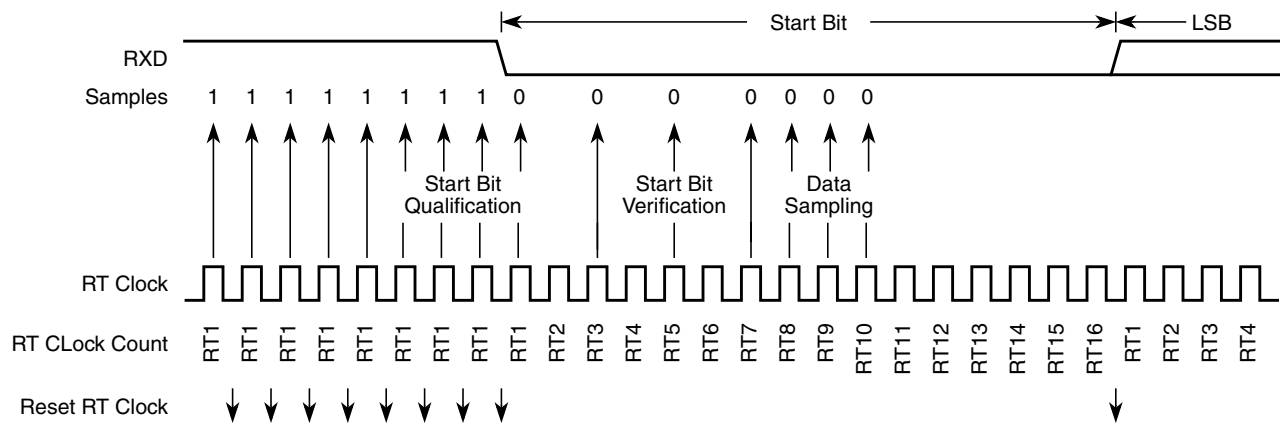 Start Bit LSB
RXD
Samples 1 1 1 1 1 1 1 1 0 0 0 0 0 0 0
Start Bit Start Bit Data
Qualification Verification Sampling
RT Clock
RT CLock Count RT1 RT1 RT1 RT1 RT1 RT1 RT1 RT1 RT1 RT2 RT3 RT4 RT5 RT6 RT7 RT8 RT9 RT10 RT11 RT12 RT13 RT14 RT15 RT16 RT1 RT2 RT3 RT4
Reset RT Clock